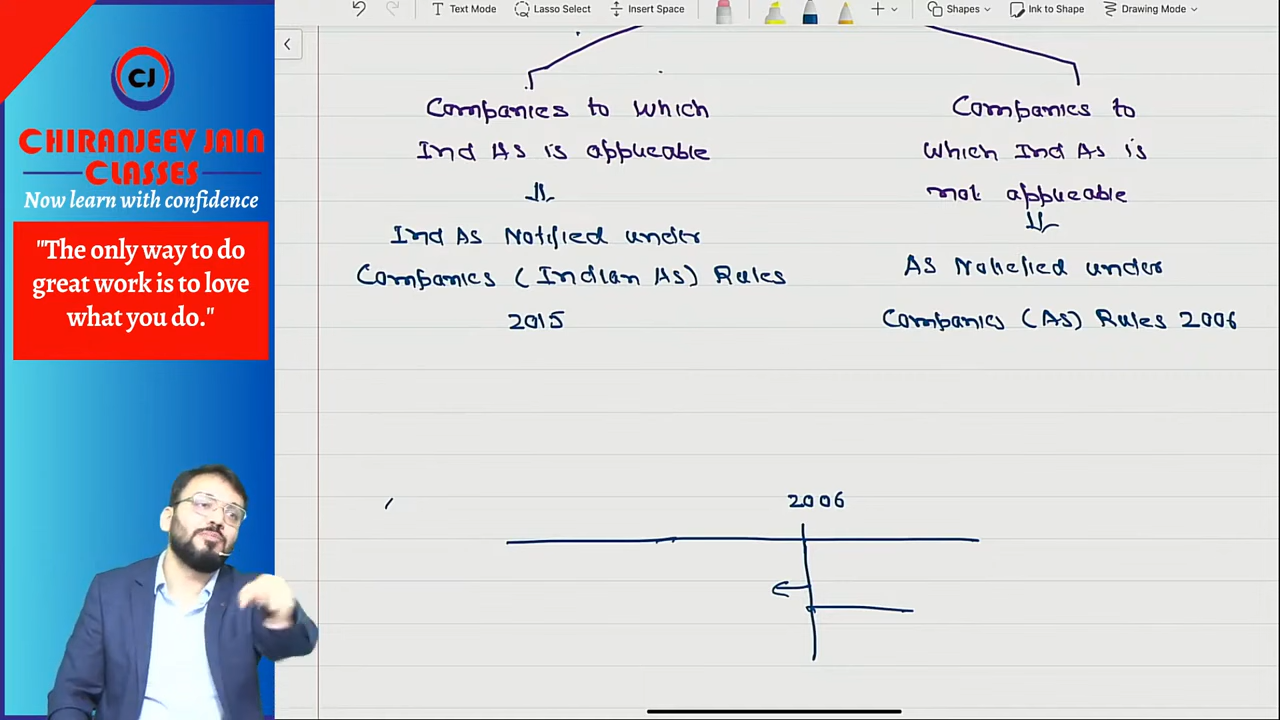 Text Mode
Lasso Select
Insert Space
Shapes
Ink to Shape
Drawing Mode
CJ
CHIRANJEEV JAIN
CLASSES
Now learn with confidence
"The only way to do
great work is to love
what you do."
Companies to which
Ind As is applicable
Ind As Notified under
Companies (Indian As) Rules
2015
Companies to
which Ind As is
not applicable
As Notified under
Companies (As) Rules 2006
2006